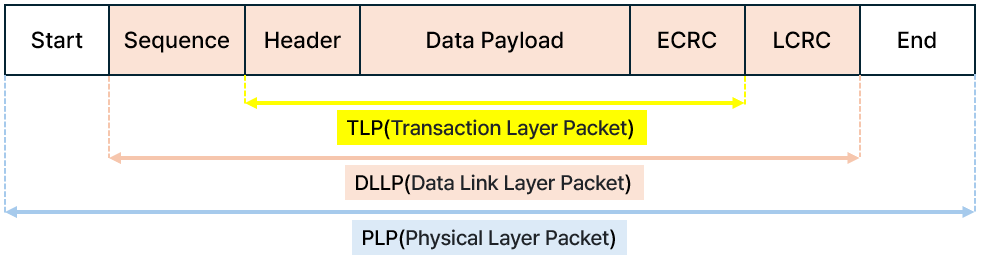 Start Sequence Header Data Payload ECRC LCRC End
TLP(Transaction Layer Packet)
DLLP(Data Link Layer Packet)
PLP(Physical Layer Packet)